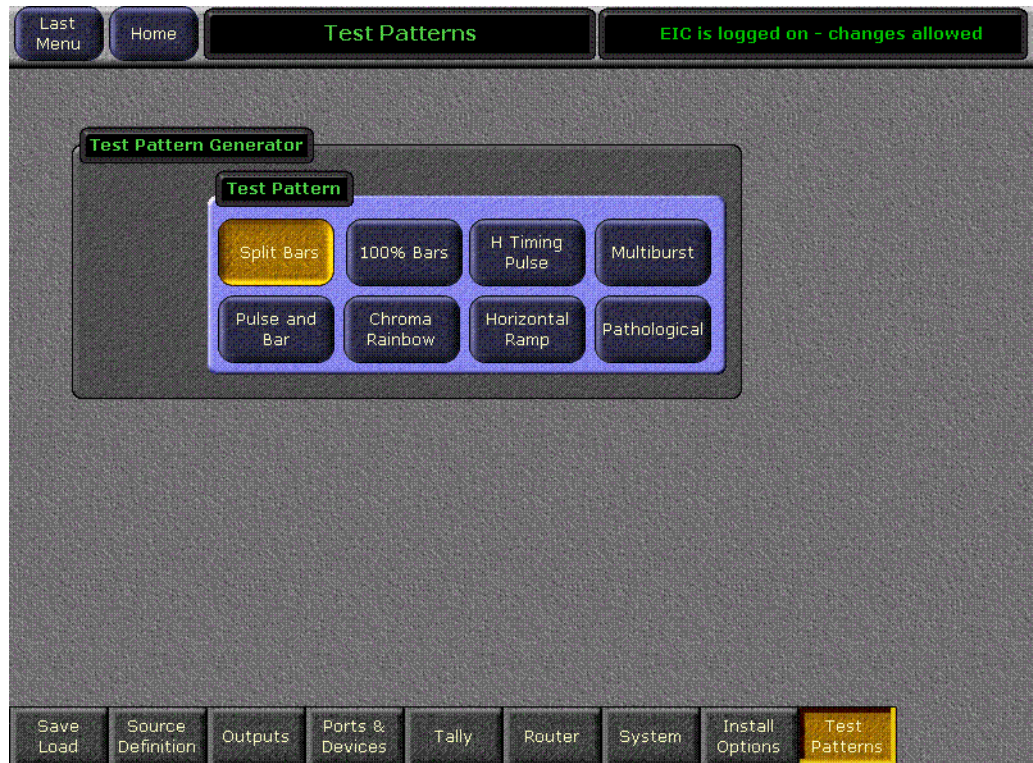 Last
Menu
Home
Test Patterns
EIC is logged on - changes allowed
Test Pattern Generator
Test Pattern
Split Bars
100% Bars
H Timing
Pulse
Multiburst
Pulse and
Bar
Chroma
Rainbow
Horizontal
Ramp
Pathological
Save
Load
Source
Definition
Outputs
Ports &
Devices
Tally
Router
System
Install
Options
Test
Patterns